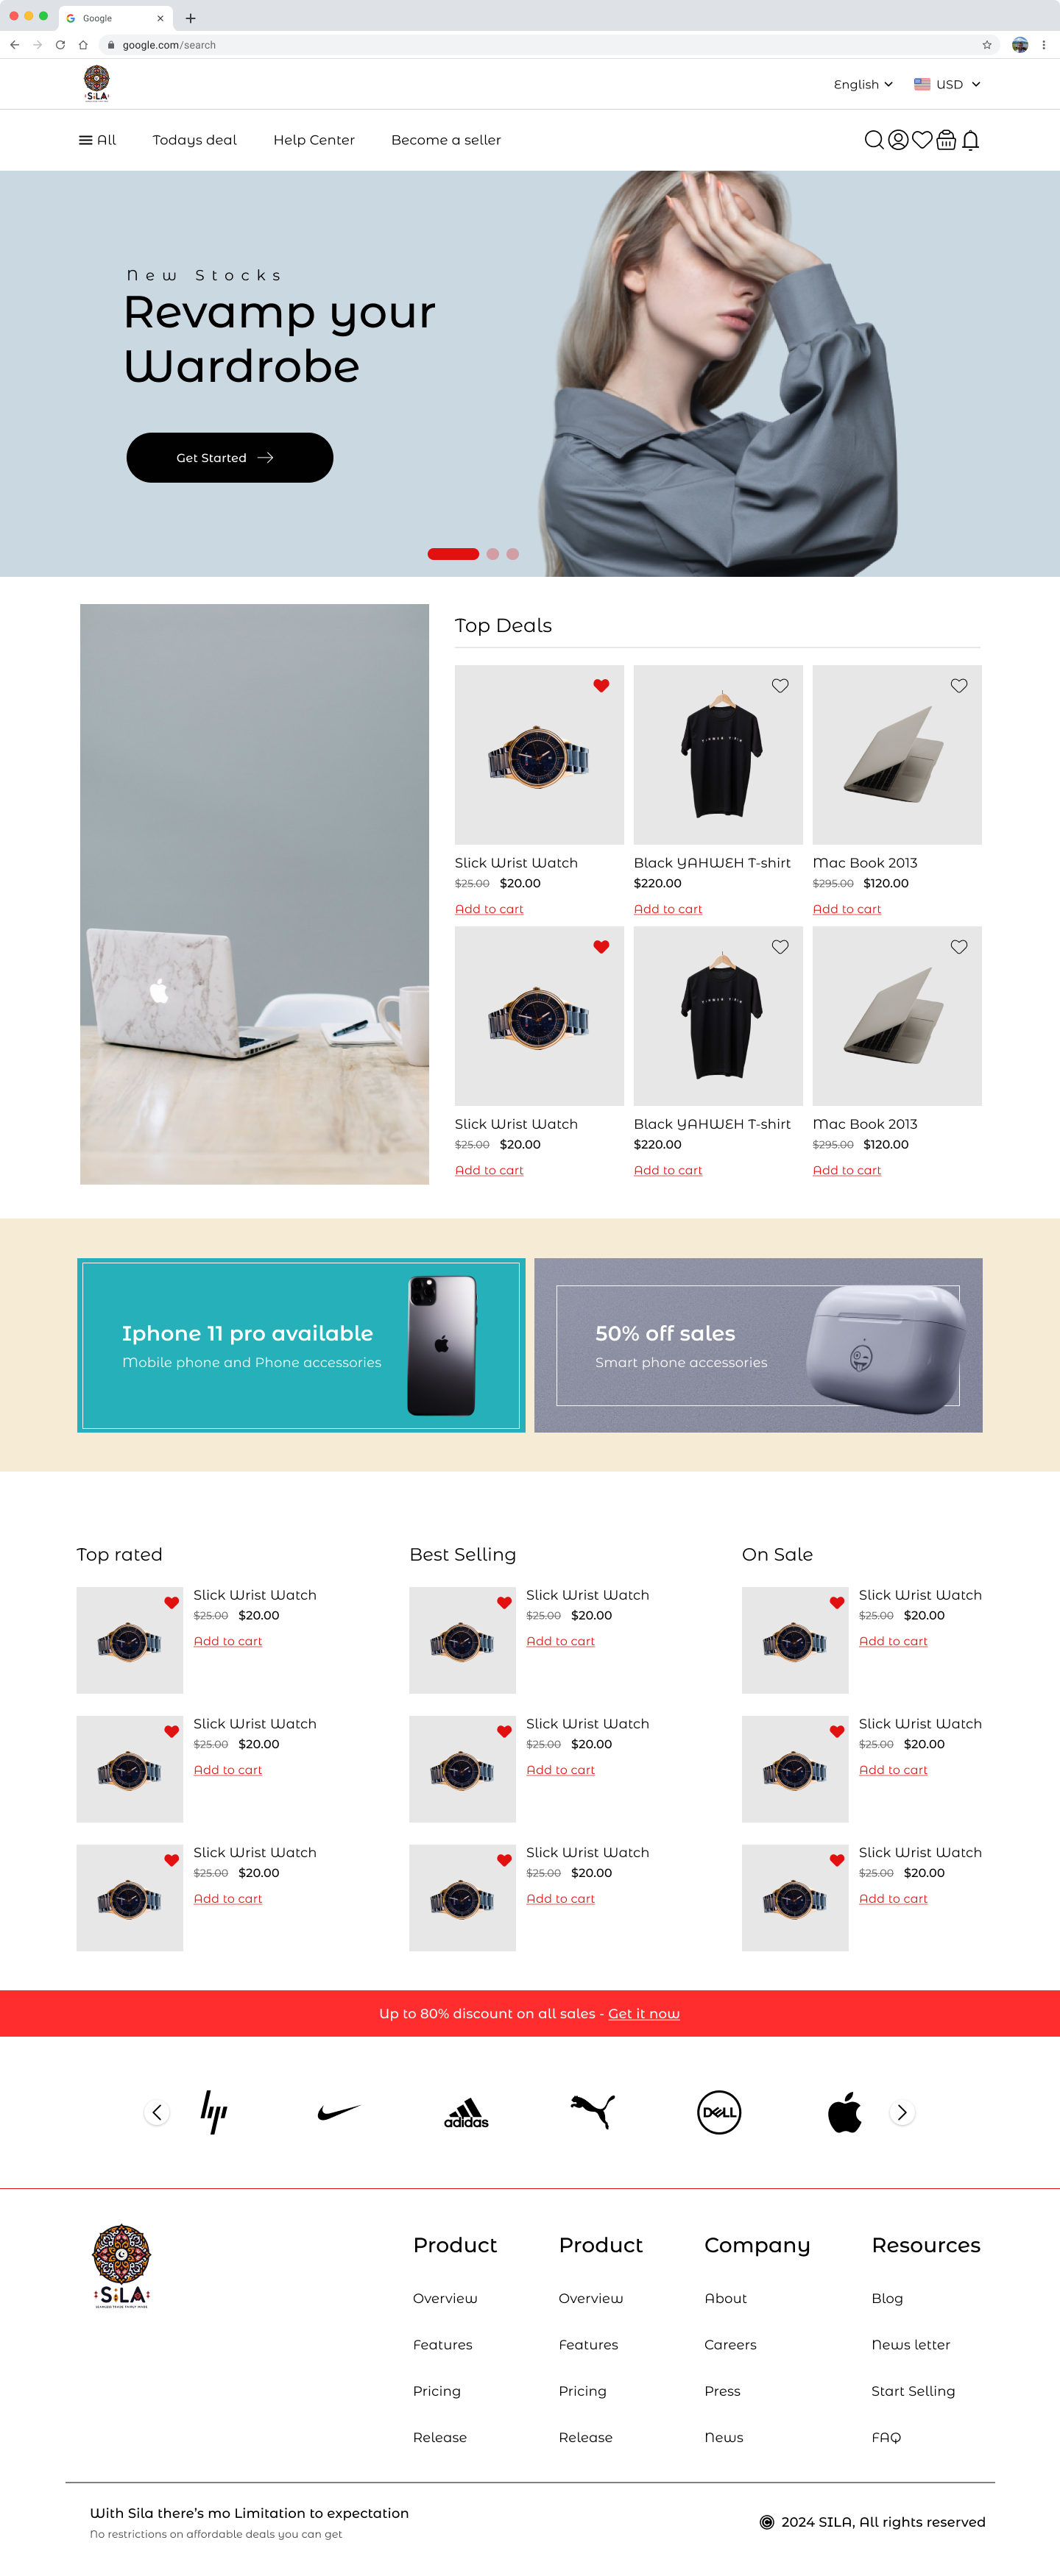 Google
google.com/search
SiLA
English
USD
All
Todays deal
Help Center
Become a seller
New Stocks
Revamp your
Wardrobe
Get Started
Top Deals
Slick Wrist Watch
$25.00 $20.00
Add to cart
Black YAHWEH T-shirt
$220.00
Add to cart
Mac Book 2013
$295.00 $120.00
Add to cart
Slick Wrist Watch
$25.00 $20.00
Add to cart
Black YAHWEH T-shirt
$220.00
Add to cart
Mac Book 2013
$295.00 $120.00
Add to cart
Iphone 11 pro available
Mobile phone and Phone accessories
50% off sales
Smart phone accessories
Top rated
Slick Wrist Watch
$25.00 $20.00
Add to cart
Slick Wrist Watch
$25.00 $20.00
Add to cart
Slick Wrist Watch
$25.00 $20.00
Add to cart
Best Selling
Slick Wrist Watch
$25.00 $20.00
Add to cart
Slick Wrist Watch
$25.00 $20.00
Add to cart
Slick Wrist Watch
$25.00 $20.00
Add to cart
On Sale
Slick Wrist Watch
$25.00 $20.00
Add to cart
Slick Wrist Watch
$25.00 $20.00
Add to cart
Slick Wrist Watch
$25.00 $20.00
Add to cart
Up to 80% discount on all sales - Get it now
hp
adidas
DELL
SiLA
Product
Overview
Features
Pricing
Release
Product
Overview
Features
Pricing
Release
Company
About
Careers
Press
News
Resources
Blog
News letter
Start Selling
FAQ
With Sila there's mo Limitation to expectation
No restrictions on affordable deals you can get
© 2024 SILA, All rights reserved